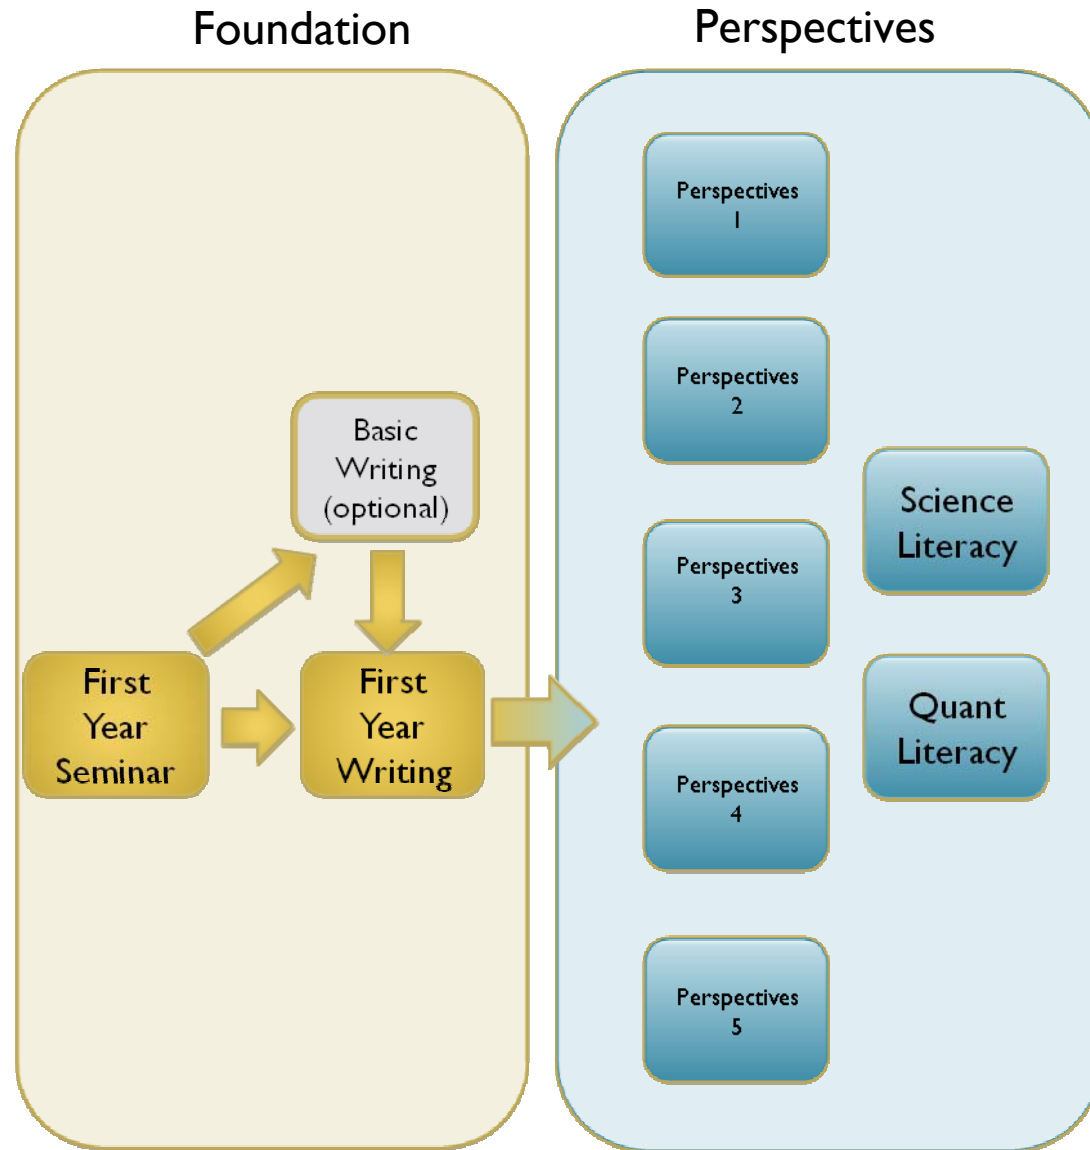 Foundation
Perspectives
Basic
Writing
(optional)
First
Year
Seminar
First
Year
Writing
Perspectives
1
Perspectives
2
Perspectives
3
Perspectives
4
Perspectives
5
Science
Literacy
Quant
Literacy